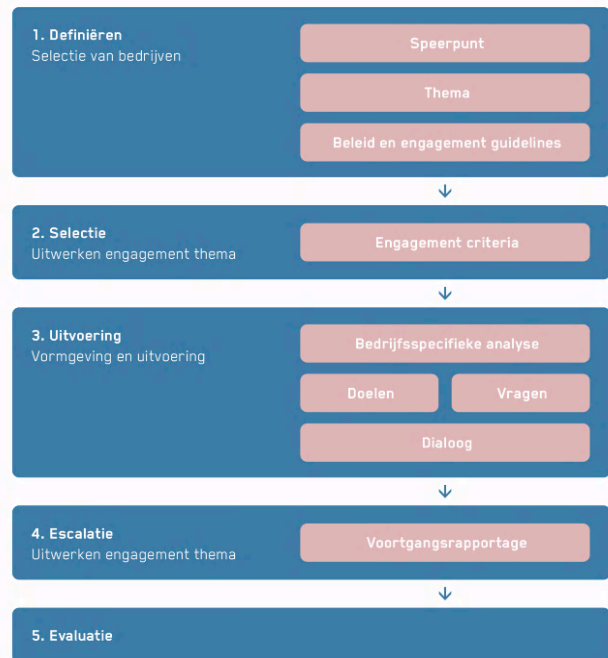 1. Definiëren
Selectie van bedrijven
Speerpunt
Thema
Beleid en engagement guidelines
2. Selectie
Uitwerken engagement thema
Engagement criteria
3. Uitvoering
Vormgeving en uitvoering
Bedrijfsspecifieke analyse
Doelen
Vragen
Dialoog
4. Escalatie
Uitwerken engagement thema
Voortgangsrapportage
5. Evaluatie